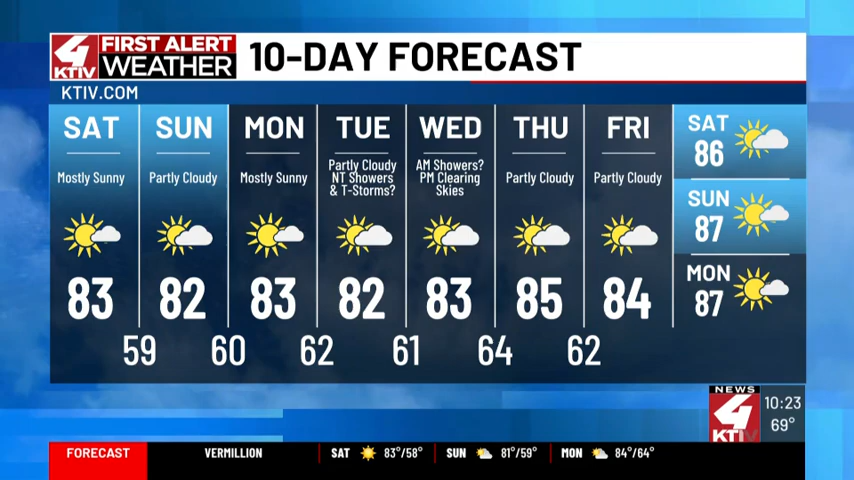 4 KTIV FIRST ALERT WEATHER 10-DAY FORECAST
KTIV.COM
SAT SUN MON TUE WED THU FRI
Mostly Sunny
Partly Cloudy
Mostly Sunny
Partly Cloudy
NT Showers
& T-Storms?
AM Showers?
PM Clearing
Skies
Partly Cloudy
Partly Cloudy
83 82 83 82 83 85 84
59 60 62 61 64 62
SAT
86
SUN
87
MON
87
NEWS
4
KTIV
10:23
69°
FORECAST VERMILLION SAT 83°/58° SUN 81°/59° MON 84°/64°